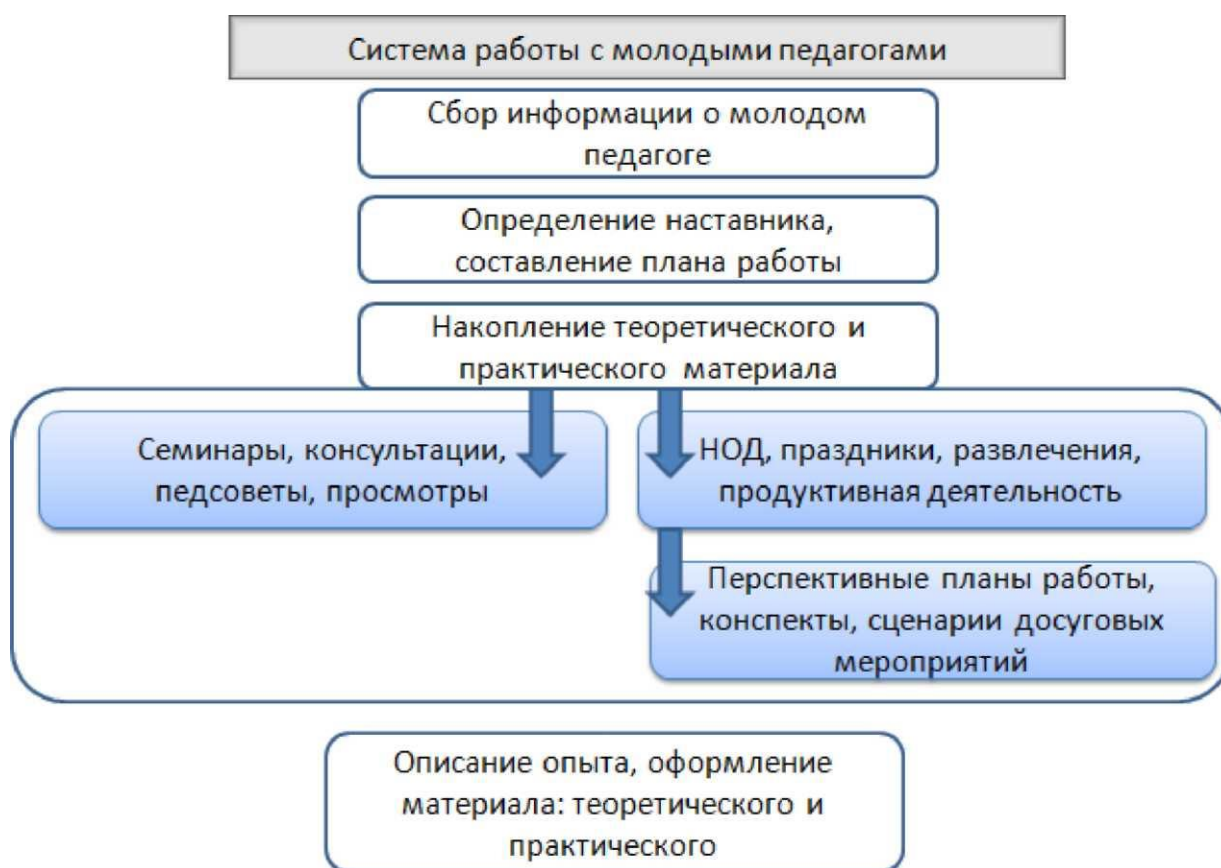 Система работы с молодыми педагогами
Сбор информации о молодом
педагоге
Определение наставника,
составление плана работы
Накопление теоретического и
практического материала
Семинары, консультации,
педсоветы, просмотры
НОД, праздники, развлечения,
продуктивная деятельность
Перспективные планы работы,
конспекты, сценарии досуговых
мероприятий
Описание опыта, оформление
материала: теоретического и
практического